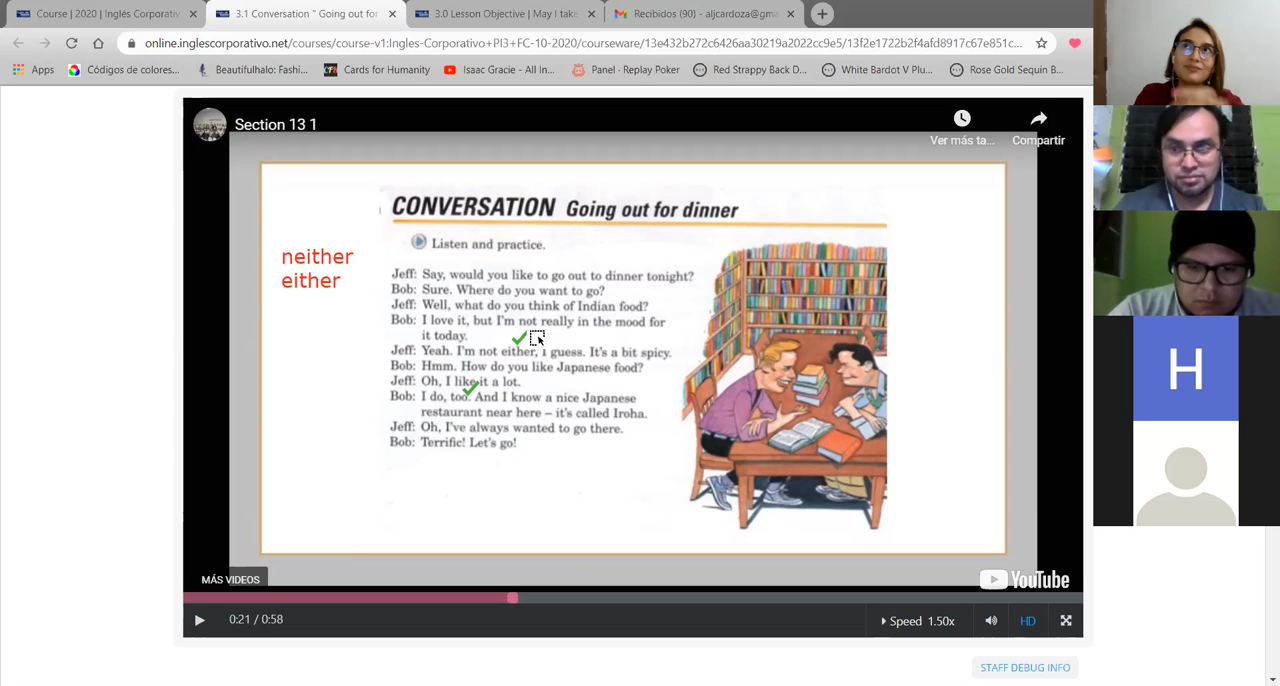 Course | 2020 | Inglés Corporativ
3.1 Conversation " Going out for
3.0 Lesson Objective | May I take
Recibidos (90) - aljcardoza@gma
online.inglescorporativo.net/courses/course-v1:Ingles-Corporativo+PI3+FC-10-2020/courseware/13e432b272c6426aa30219a2022cc9e5/13f2e1722b2f4afd8917c67e851c...
Apps
Códigos de colores...
Beautifulhalo: Fashi...
Cards for Humanity
Isaac Gracie - All In...
Panel · Replay Poker
Red Strappy Back D...
White Bardot V Plu...
Rose Gold Sequin B...
Section 13 1
Ver más ta...
Compartir
CONVERSATION Going out for dinner
Listen and practice.
neither
either
Jeff: Say, would you like to go out to dinner tonight?
Bob: Sure. Where do you want to go?
Jeff: Well, what do you think of Indian food?
Bob: I love it, but I'm not really in the mood for
it today.
Jeff: Yeah. I'm not either, I guess. It's a bit spicy.
Bob: Hmm. How do you like Japanese food?
Jeff: Oh, I like it a lot.
Bob: I do, too. And I know a nice Japanese
restaurant near here – it's called Iroha.
Jeff: Oh, I've always wanted to go there.
Bob: Terrific! Let's go!
MÁS VIDEOS
YouTube
0:21 / 0:58
Speed 1.50x
HD
STAFF DEBUG INFO
H